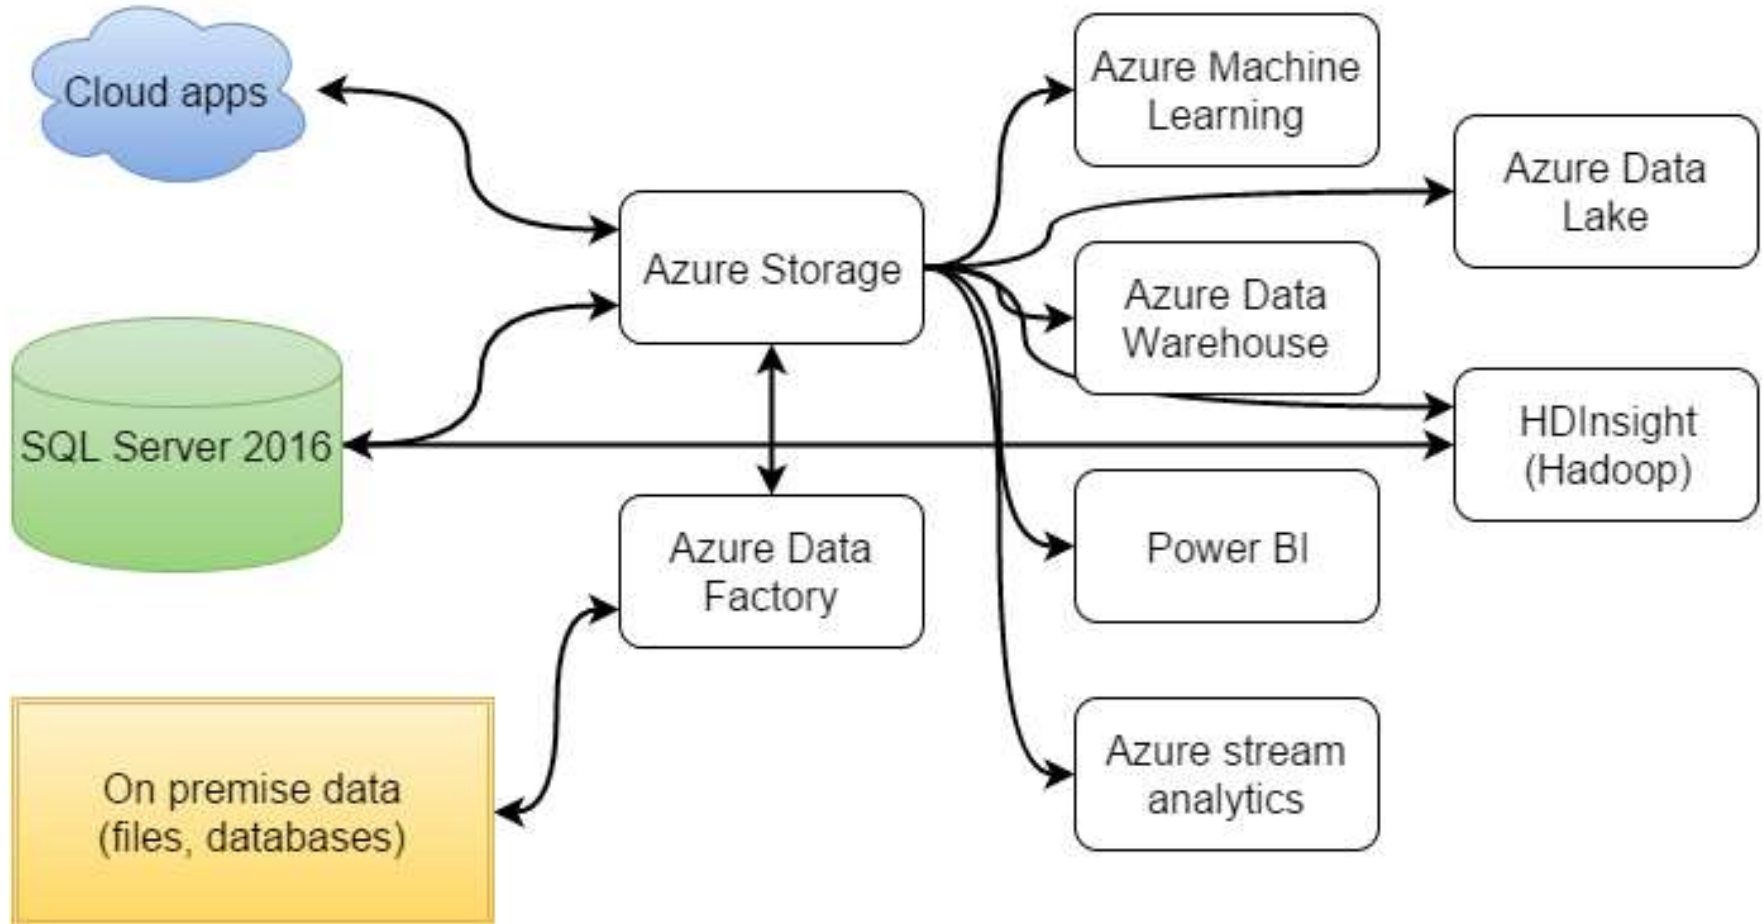 Cloud apps
Azure Machine
Learning
Azure Data
Lake
Azure Storage
Azure Data
Warehouse
SQL Server 2016
HDInsight
(Hadoop)
Azure Data
Factory
Power BI
On premise data
(files, databases)
Azure stream
analytics